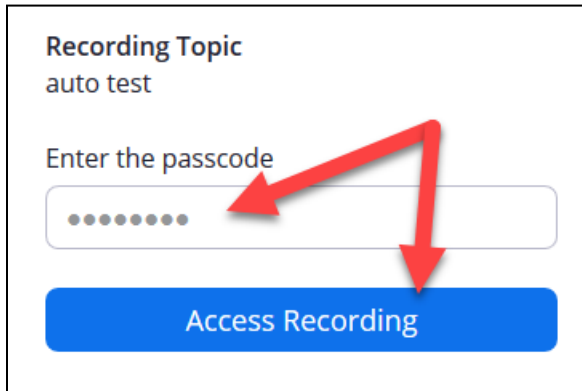 Recording Topic
auto test
Enter the passcode
••••••••
Access Recording